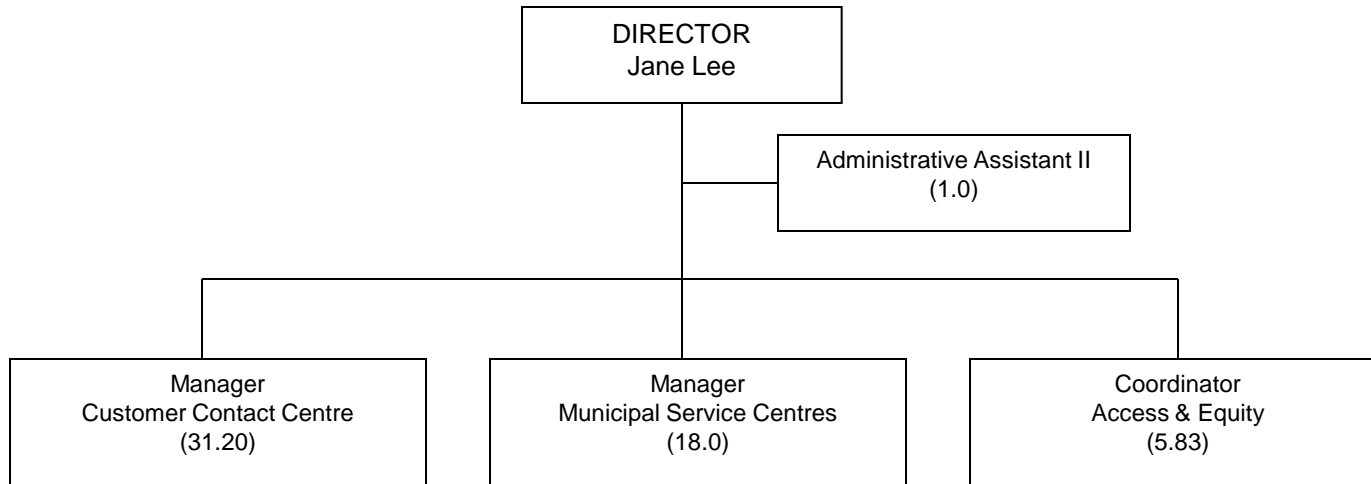 DIRECTOR
Jane Lee
Administrative Assistant II
(1.0)
Manager
Customer Contact Centre
(31.20)
Manager
Municipal Service Centres
(18.0)
Coordinator
Access & Equity
(5.83)